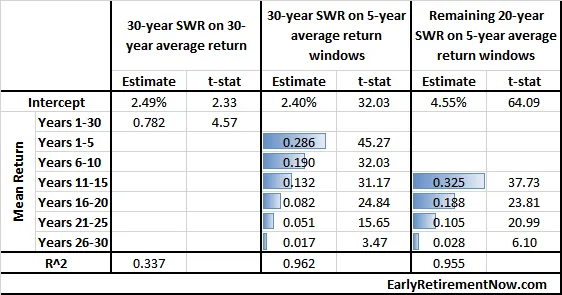 30-year SWR on 30-year average return 30-year SWR on 5-year average return windows Remaining 20-year SWR on 5-year average return windows
Estimate t-stat Estimate t-stat Estimate t-stat
Intercept 2.49% 2.33 2.40% 32.03 4.55% 64.09
Mean Return
Years 1-30 0.782 4.57
Years 1-5 0.286 45.27
Years 6-10 0.190 32.03
Years 11-15 0.132 31.17 0.325 37.73
Years 16-20 0.082 24.84 0.188 23.81
Years 21-25 0.051 15.65 0.105 20.99
Years 26-30 0.017 3.47 0.028 6.10
R^2 0.337 0.962 0.955
EarlyRetirementNow.com